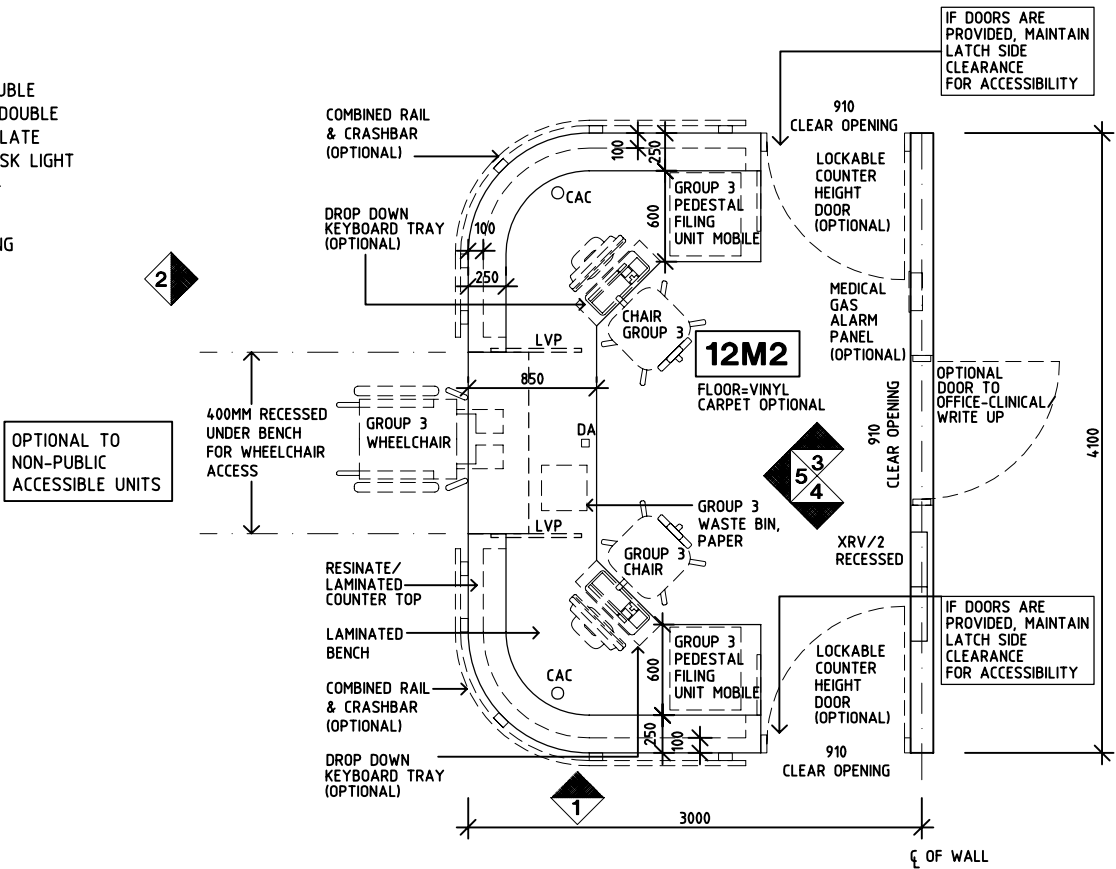 IF DOORS ARE
PROVIDED, MAINTAIN
LATCH SIDE
CLEARANCE
FOR ACCESSIBILITY
DOUBLE
LATE
SK LIGHT
COMBINED RAIL
& CRASHBAR
(OPTIONAL)
910
CLEAR OPENING
100
250
LOCKABLE
COUNTER
HEIGHT
DOOR
(OPTIONAL)
CAC
GROUP 3
PEDESTAL
FILING
UNIT MOBILE
600
DROP DOWN
KEYBOARD TRAY
(OPTIONAL)
100
250
2
MEDICAL
GAS
ALARM
PANEL
(OPTIONAL)
CHAIR
GROUP 3
LVP
12M2
FLOOR=VINYL
CARPET OPTIONAL
850
OPTIONAL
DOOR TO
OFFICE-CLINICAL/
WRITE UP
910
CLEAR OPENING
4100
OPTIONAL TO
NON-PUBLIC
ACCESSIBLE UNITS
400MM RECESSED
UNDER BENCH
FOR WHEELCHAIR
ACCESS
GROUP 3
WHEELCHAIR
DA
3
5
4
GROUP 3
WASTE BIN,
PAPER
LVP
XRV/2
RECESSED
RESINATE/
LAMINATED
COUNTER TOP
GROUP 3
CHAIR
IF DOORS ARE
PROVIDED, MAINTAIN
LATCH SIDE
CLEARANCE
FOR ACCESSIBILITY
LAMINATED
BENCH
GROUP 3
PEDESTAL
FILING
UNIT MOBILE
600
LOCKABLE
COUNTER
HEIGHT
DOOR
(OPTIONAL)
CAC
COMBINED RAIL
& CRASHBAR
(OPTIONAL)
250
100
DROP DOWN
KEYBOARD TRAY
(OPTIONAL)
910
CLEAR OPENING
1
3000
℄ OF WALL